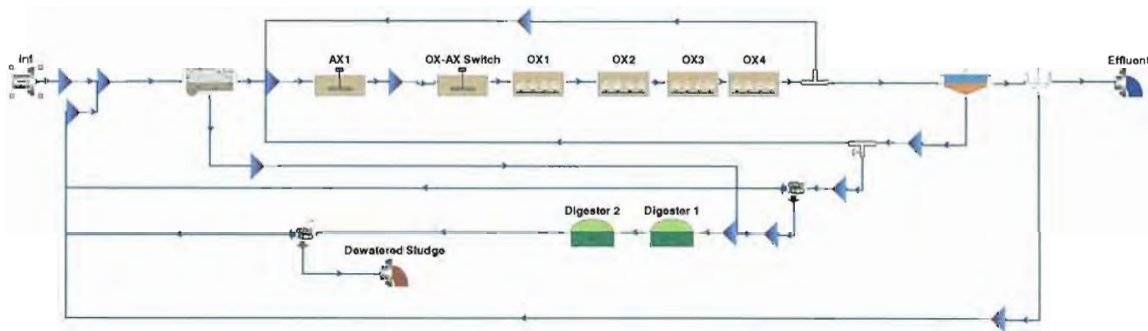 Inf
AX1
OX-AX Switch
OX1
OX2
OX3
OX4
Effluent
Digester 2
Digester 1
Dewatered Sludge